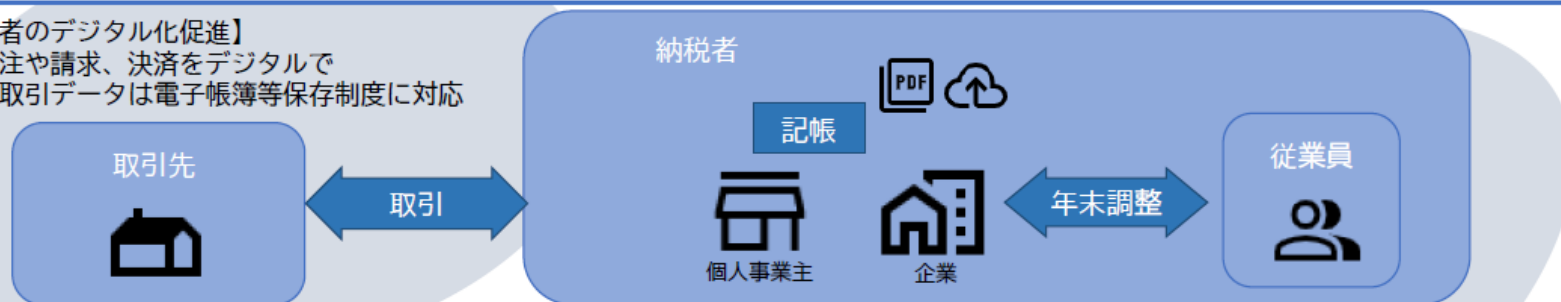 者のデジタル化促進】
注や請求、決済をデジタルで
取引データは電子帳簿等保存制度に対応
取引先
取引
納税者
PDF
記帳
個人事業主
企業
年末調整
従業員